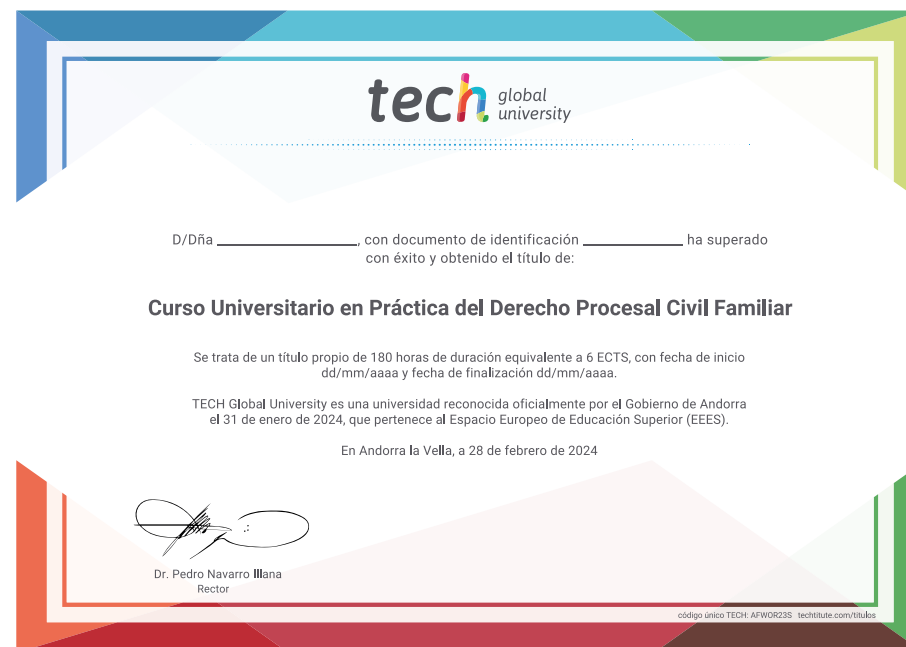 tech global university
D/Dña ______________, con documento de identificación __________ ha superado
con éxito y obtenido el título de:
Curso Universitario en Práctica del Derecho Procesal Civil Familiar
Se trata de un título propio de 180 horas de duración equivalente a 6 ECTS, con fecha de inicio
dd/mm/aaaa y fecha de finalización dd/mm/aaaa.
TECH Global University es una universidad reconocida oficialmente por el Gobierno de Andorra
el 31 de enero de 2024, que pertenece al Espacio Europeo de Educación Superior (EEES).
En Andorra la Vella, a 28 de febrero de 2024
Dr. Pedro Navarro Illana
Rector
código único TECH: AFWOR23S techtitute.com/titulos